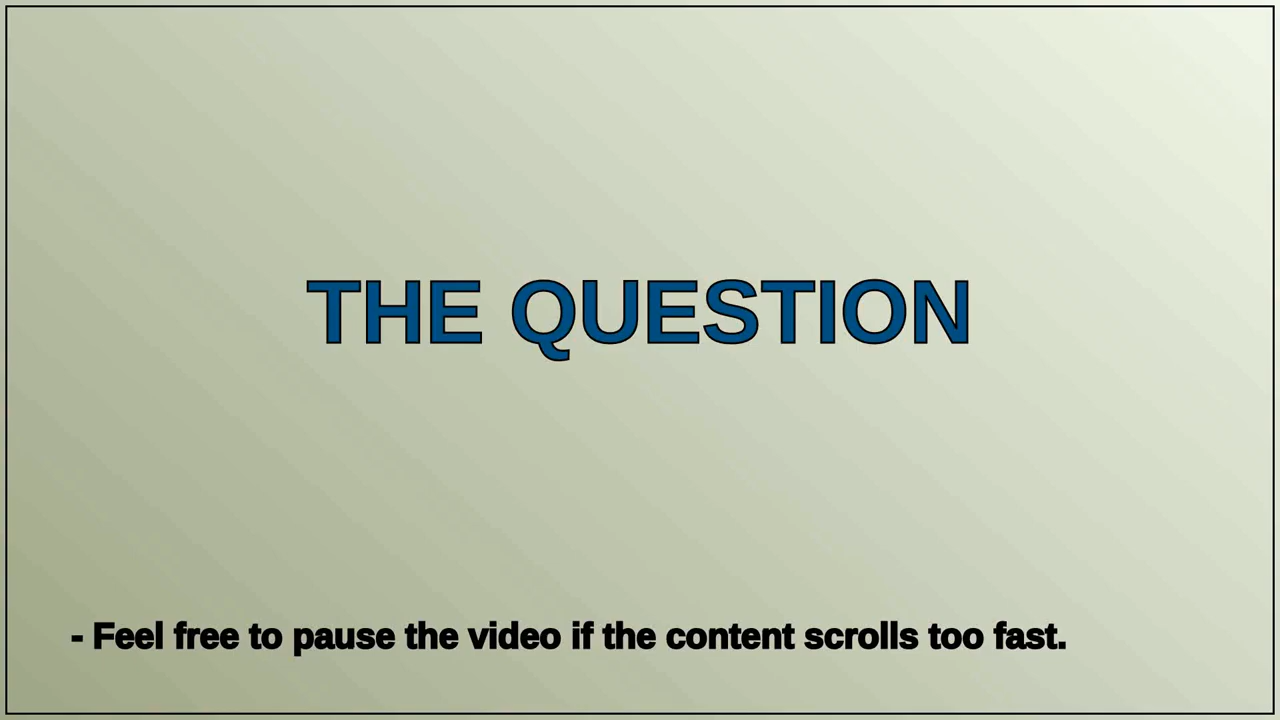 THE QUESTION
- Feel free to pause the video if the content scrolls too fast.